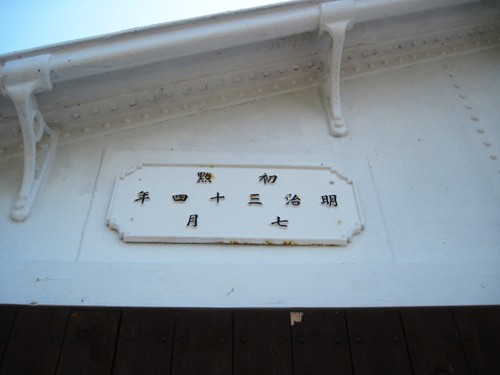 初點
明治三十四年
七月